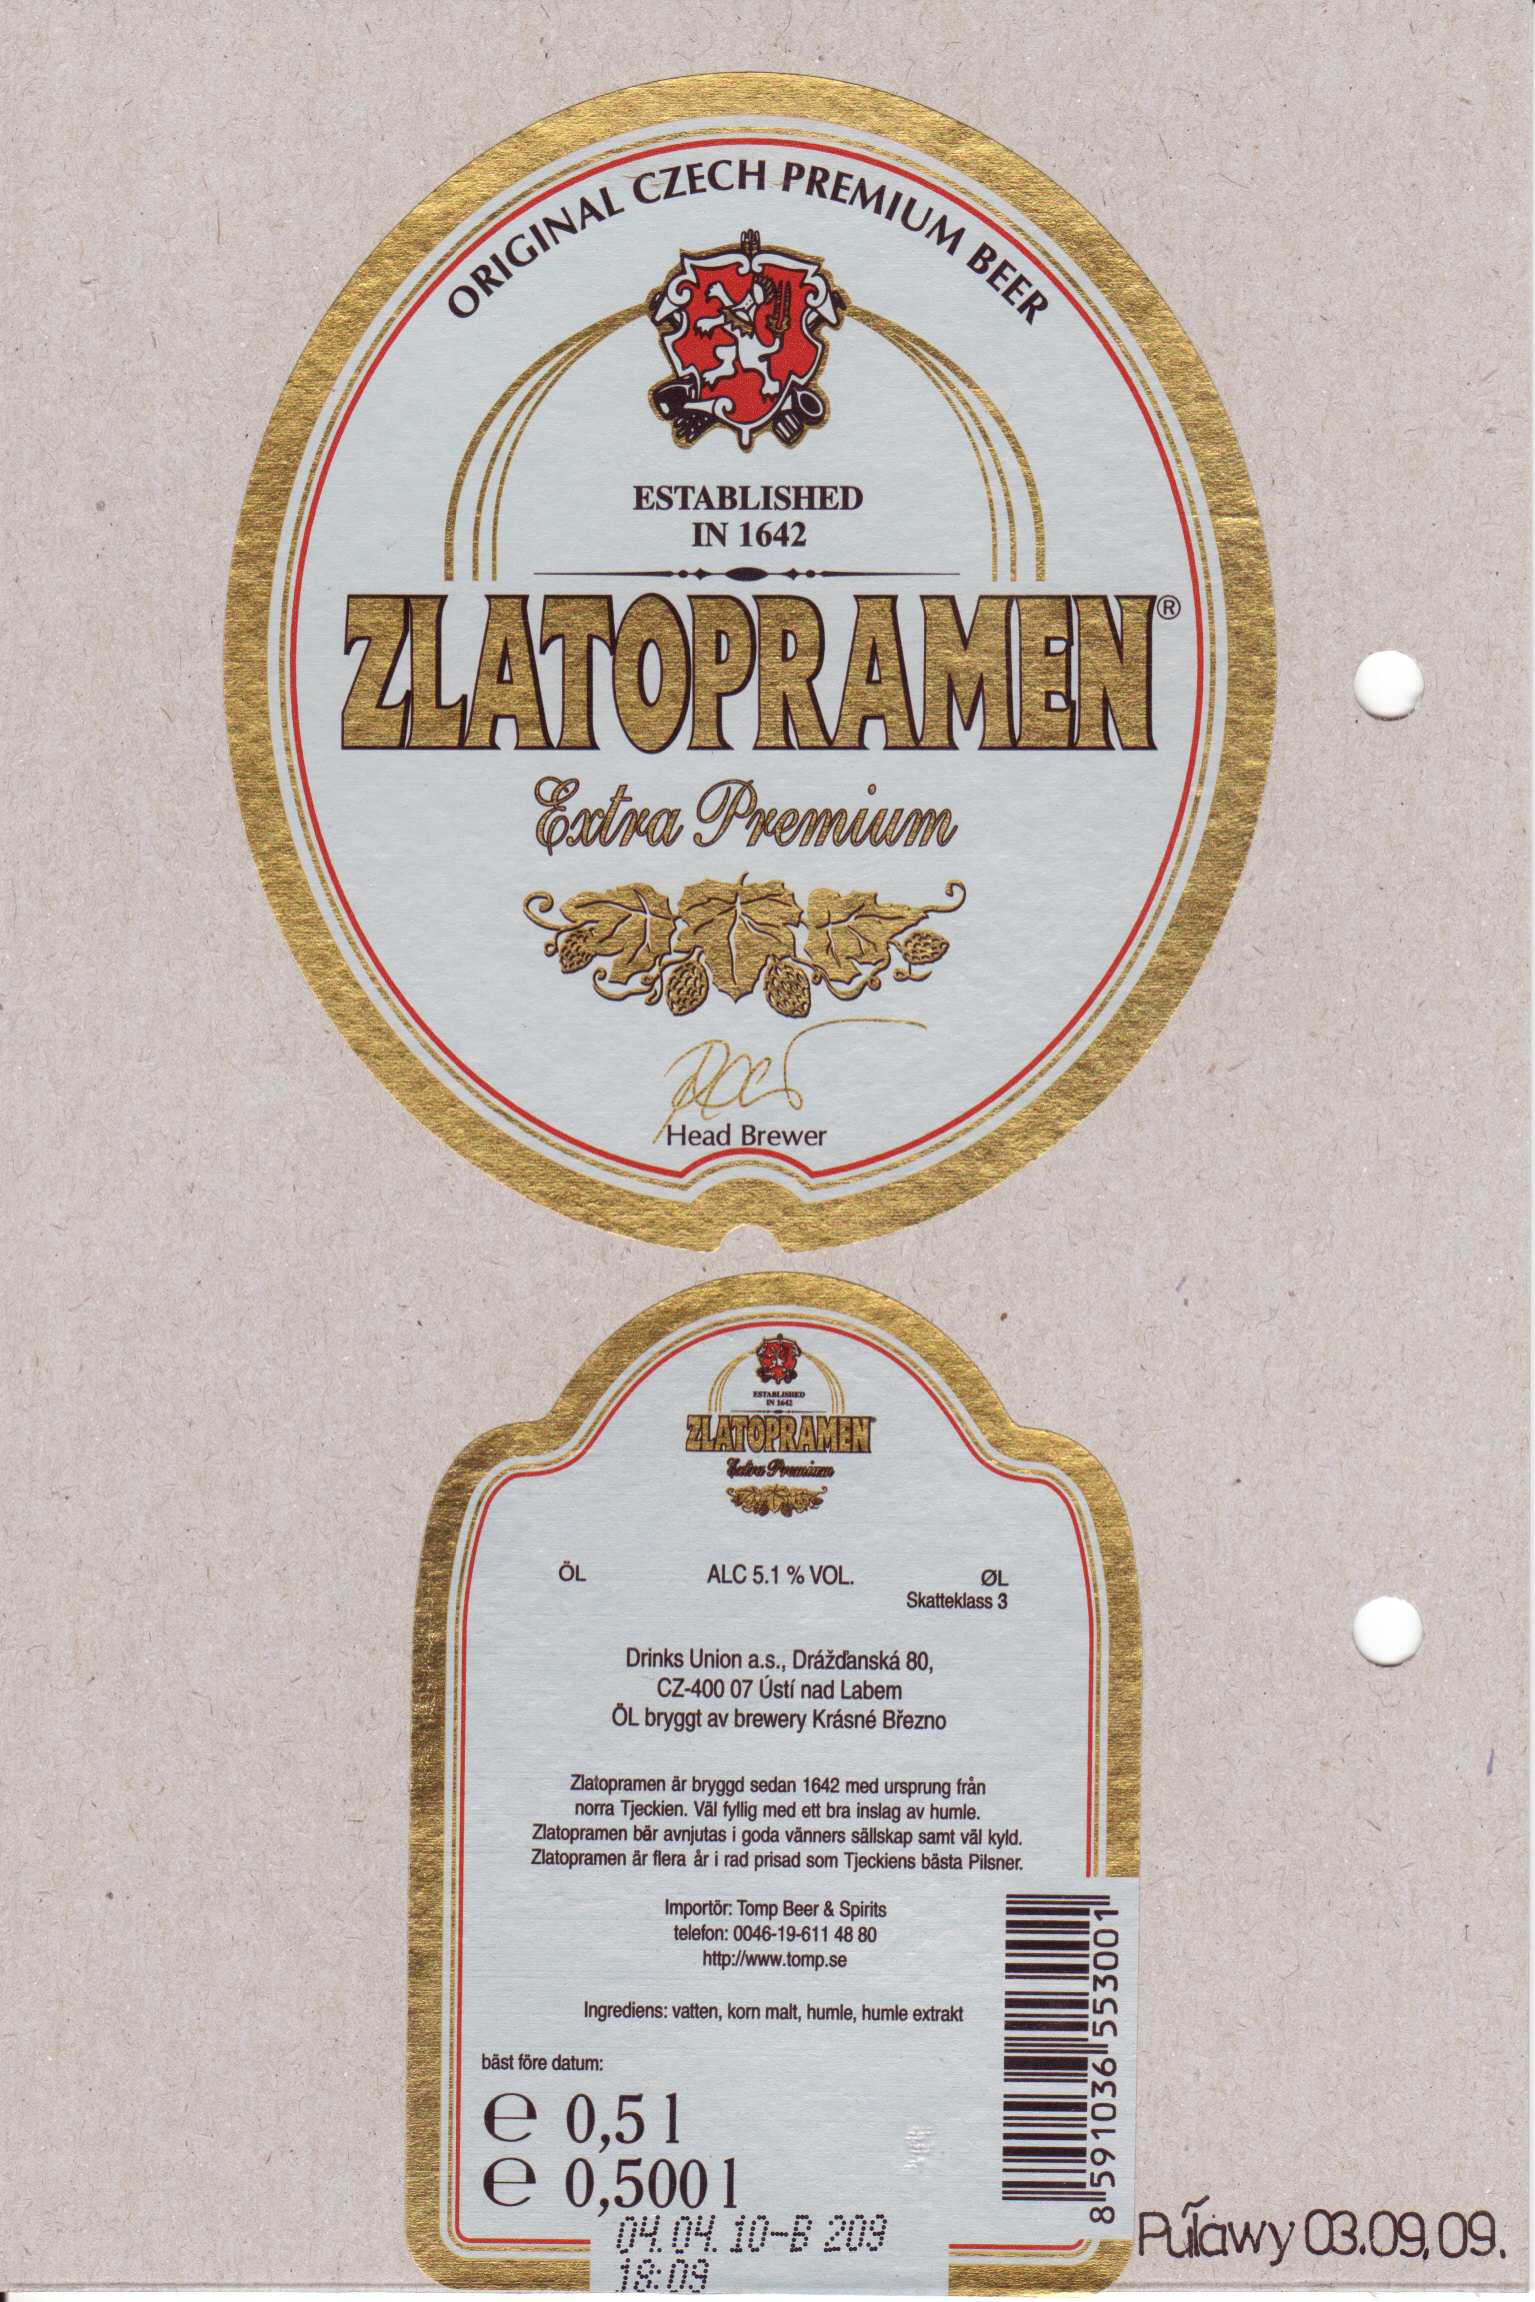 ORIGINAL CZECH PREMIUM BEER
ESTABLISHED
IN 1642
ZLATOPRAMEN®
Extra Premium
Head Brewer
ESTABLISHED
IN 1642
ZLATOPRAMEN
Extra Premium
ÖL ALC 5.1 % VOL. ØL
Skatteklass 3
Drinks Union a.s., Drážďanská 80,
CZ-400 07 Ústí nad Labem
ÖL bryggt av brewery Krásné Březno
Zlatopramen är bryggd sedan 1642 med ursprung från
norra Tjeckien. Väl fyllig med ett bra inslag av humle.
Zlatopramen bër avnjutas i goda vänners sällskap samt väl kyld.
Zlatopramen är flera år i rad prisad som Tjeckiens bästa Pilsner.
Importör: Tomp Beer & Spirits
telefon: 0046-19-611 48 80
http://www.tomp.se
Ingrediens: vatten, korn malt, humle, humle extrakt
bäst före datum:
e 0,5 l
e 0,500 l
04.04.10-B 209
18:09
8 591036 553001
Puławy 03.09.09.